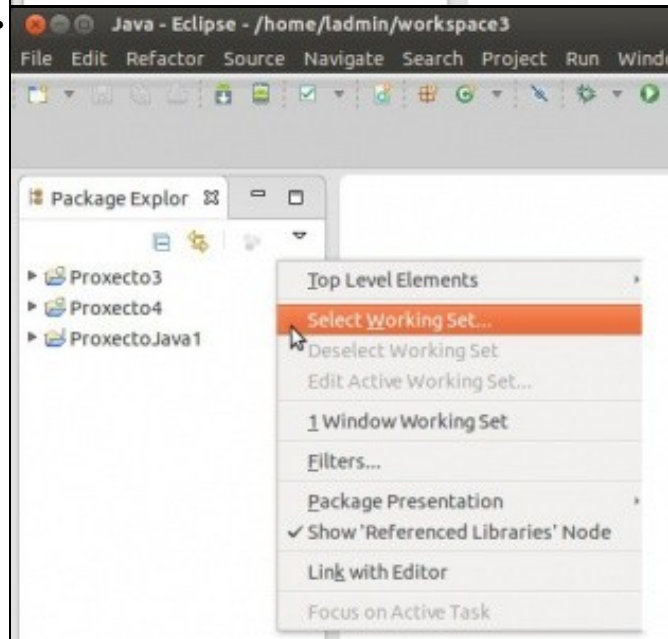 Java - Eclipse - /home/ladmin/workspace3
File Edit Refactor Source Navigate Search Project Run
Package Explor
Proxecto3
Proxecto4
ProxectoJava1
Top Level Elements
Select Working Set...
Deselect Working Set
Edit Active Working Set...
1 Window Working Set
Filters...
Package Presentation
Show 'Referenced Libraries' Node
Link with Editor
Focus on Active Task